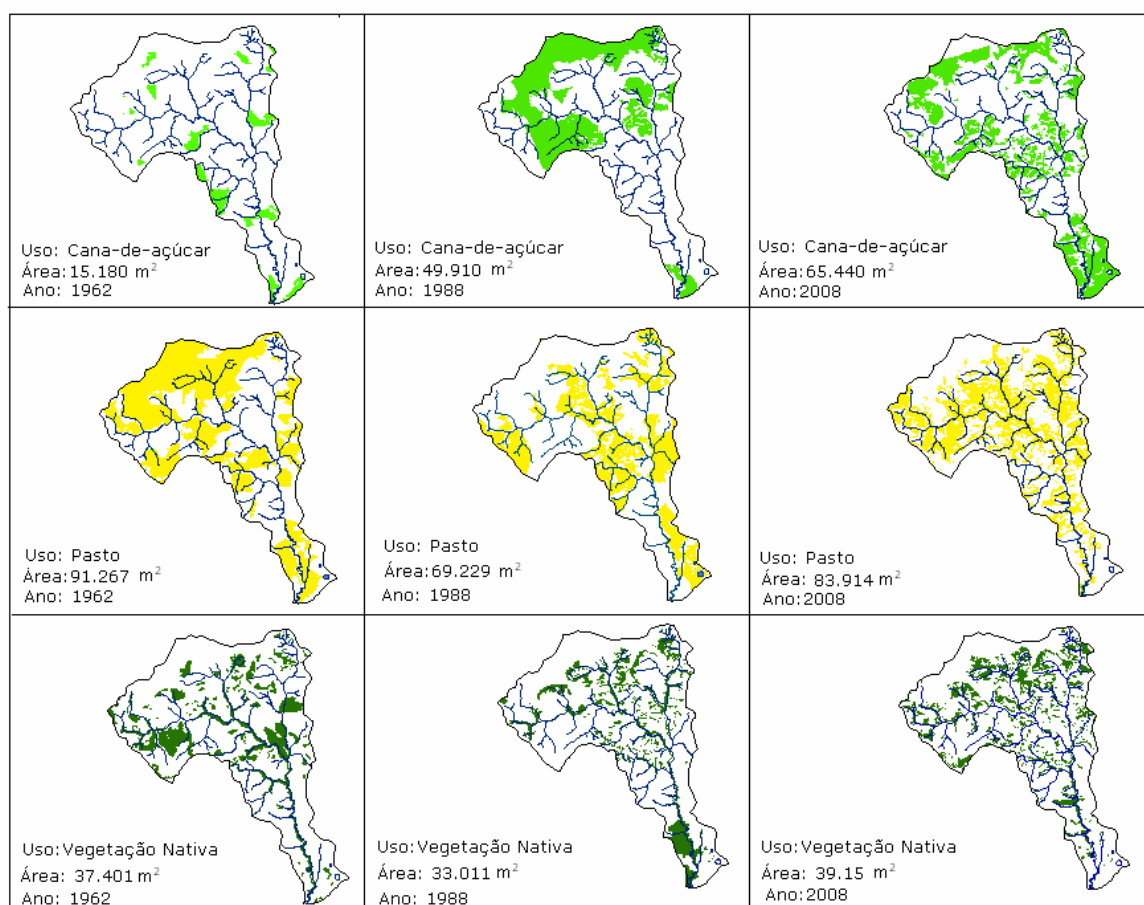 Uso: Cana-de-açúcar
Área:15.180 m²
Ano: 1962
Uso: Cana-de-açúcar
Área:49.910 m²
Ano: 1988
Uso: Cana-de-açúcar
Área:65.440 m²
Ano:2008
Uso: Pasto
Área:91.267 m²
Ano: 1962
Uso: Pasto
Área:69.229 m²
Ano: 1988
Uso: Pasto
Área: 83.914 m²
Ano:2008
Uso:Vegetação Nativa
Área: 37.401 m²
Ano: 1962
Uso:Vegetação Nativa
Área: 33.011 m²
Ano: 1988
Uso:Vegetação Nativa
Área: 39.15 m²
Ano: 2008